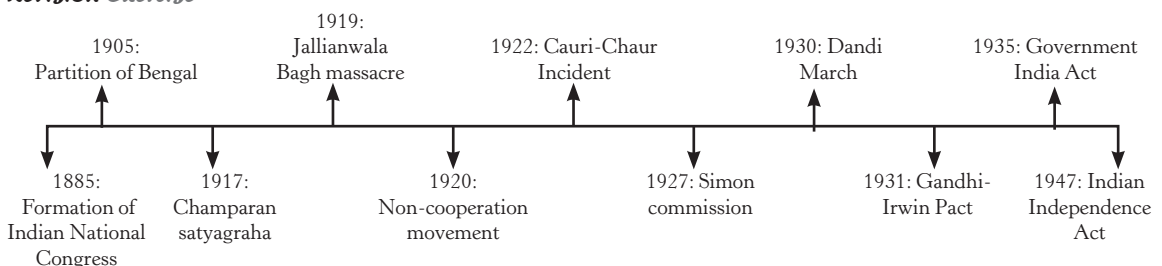 1905:
Partition of Bengal
1919:
Jallianwala
Bagh massacre
1922: Cauri-Chaur
Incident
1930: Dandi
March
1935: Government
India Act
1885:
Formation of
Indian National
Congress
1917:
Champaran
satyagraha
1920:
Non-cooperation
movement
1927: Simon
commission
1931: Gandhi-
Irwin Pact
1947: Indian
Independence
Act